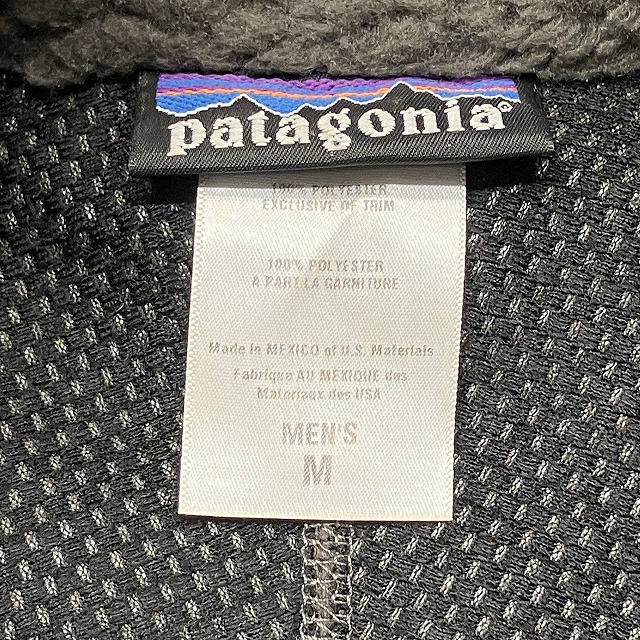 patagonia®
100% POLYESTER
EXCLUSIVE OF TRIM
100% POLYESTER
A PART LA GARNITURE
Made in MEXICO of U.S. Materials
Fabriqué AU MEXIQUE des
Materiaux des USA
MEN'S
M